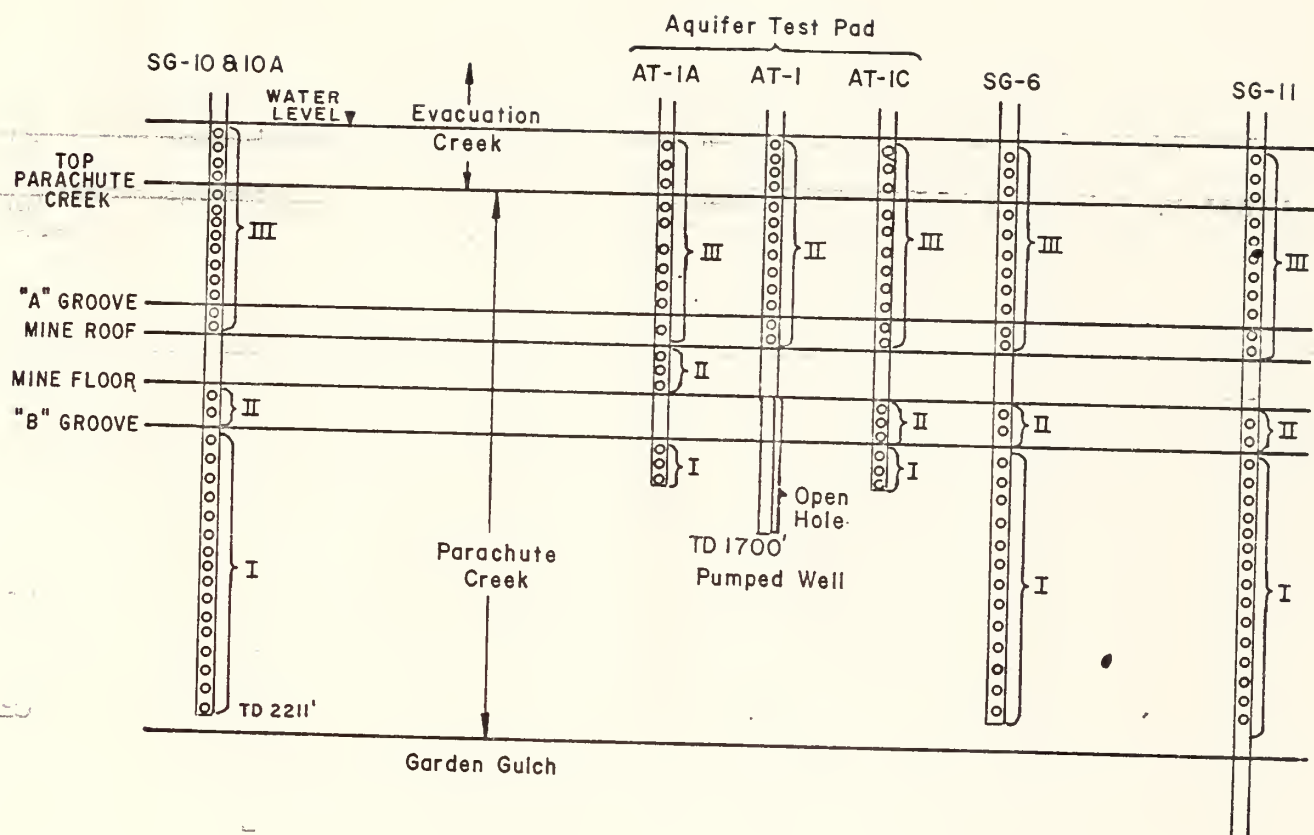 Aquifer Test Pad
SG-10 & 10A
AT-1A
AT-1
AT-1C
SG-6
SG-11
WATER
LEVEL
Evacuation
Creek
TOP
PARACHUTE
CREEK
III
III
II
III
III
III
"A" GROOVE
MINE ROOF
II
MINE FLOOR
II
II
II
II
"B" GROOVE
I
I
Open
Hole
TD 1700'
Pumped Well
Parachute
Creek
I
I
I
TD 2211'
Garden Gulch